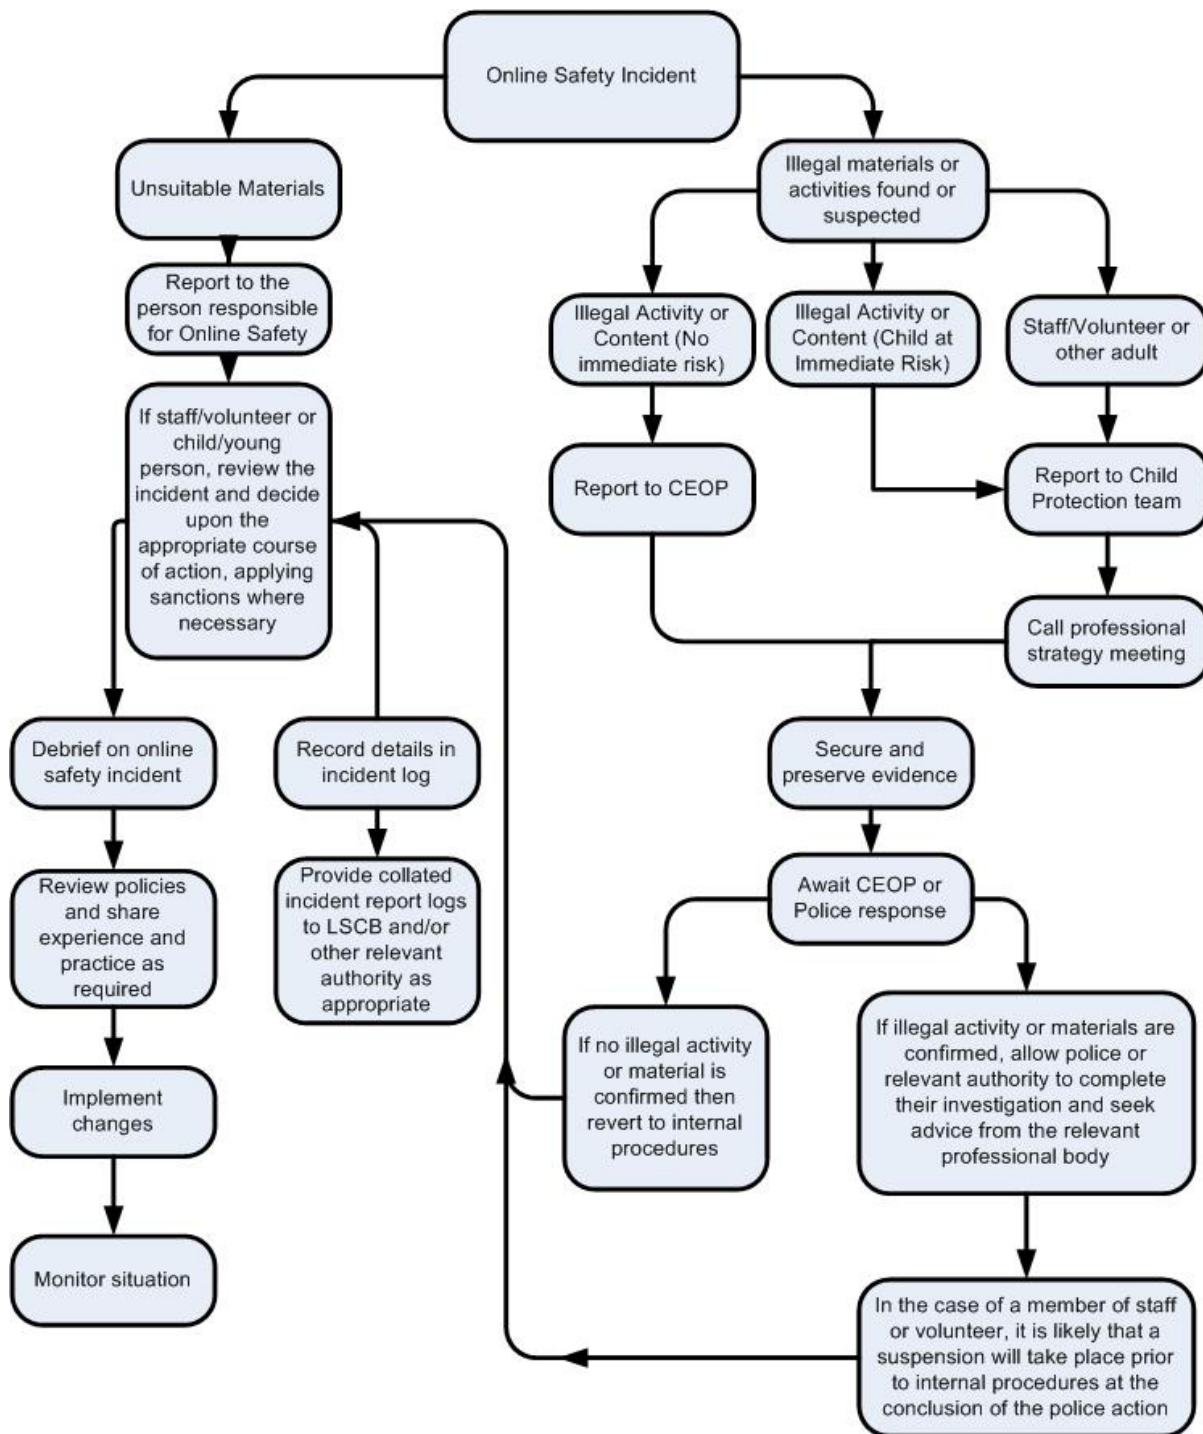 Online Safety Incident
Unsuitable Materials
Report to the
person responsible
for Online Safety
If staff/volunteer or
child/young
person, review the
incident and decide
upon the
appropriate course
of action, applying
sanctions where
necessary
Debrief on online
safety incident
Review policies
and share
experience and
practice as
required
Implement
changes
Monitor situation
Record details in
incident log
Provide collated
incident report logs
to LSCB and/or
other relevant
authority as
appropriate
Illegal materials or
activities found or
suspected
Illegal Activity or
Content (No
immediate risk)
Illegal Activity or
Content (Child at
Immediate Risk)
Staff/Volunteer or
other adult
Report to CEOP
Report to Child
Protection team
Call professional
strategy meeting
Secure and
preserve evidence
Await CEOP or
Police response
If no illegal activity
or material is
confirmed then
revert to internal
procedures
If illegal activity or materials are
confirmed, allow police or
relevant authority to complete
their investigation and seek
advice from the relevant
professional body
In the case of a member of staff
or volunteer, it is likely that a
suspension will take place prior
to internal procedures at the
conclusion of the police action